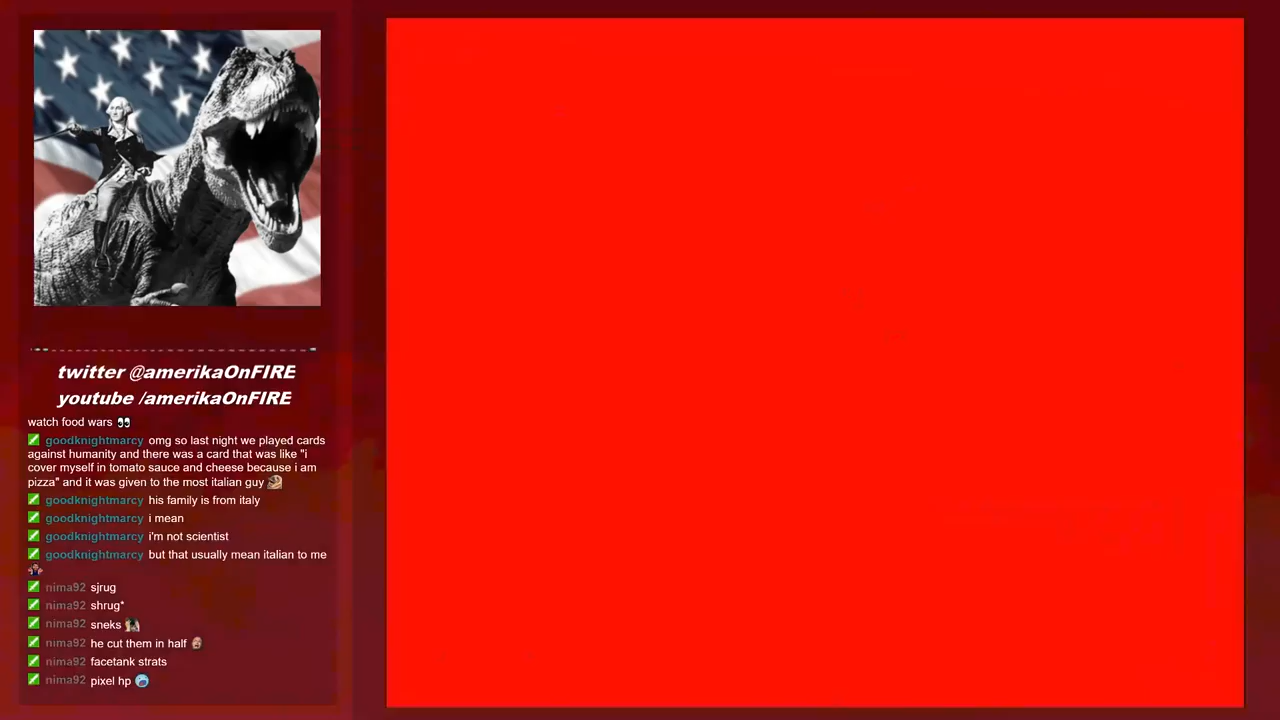 twitter @amerikaOnFIRE
youtube /amerikaOnFIRE
watch food wars 👀
goodknightmarcy omg so last night we played cards
against humanity and there was a card that was like "i
cover myself in tomato sauce and cheese because i am
pizza" and it was given to the most italian guy
goodknightmarcy his family is from italy
goodknightmarcy i mean
goodknightmarcy i'm not scientist
goodknightmarcy but that usually mean italian to me
nima92 sjrug
nima92 shrug*
nima92 sneks
nima92 he cut them in half
nima92 facetank strats
nima92 pixel hp